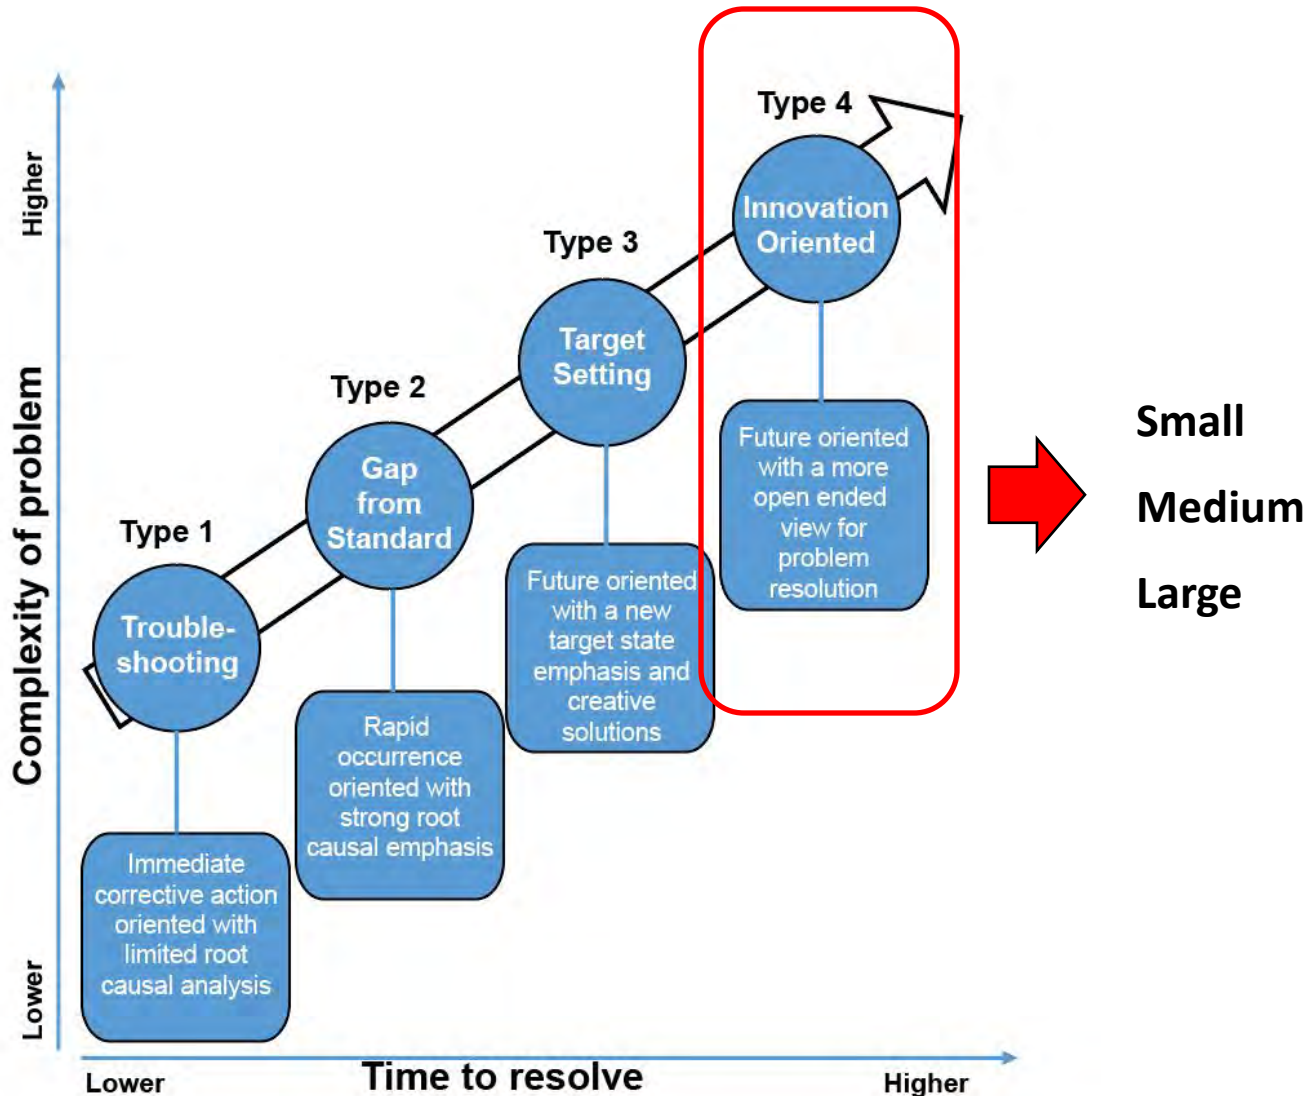 Type 4
Innovation
Oriented
Type 3
Target
Setting
Type 2
Gap
from
Standard
Type 1
Trouble-
shooting
Higher
Complexity of problem
Lower
Future oriented
with a more
open ended
view for
problem
resolution
Future oriented
with a new
target state
emphasis and
creative
solutions
Rapid
occurrence
oriented with
strong root
causal emphasis
Immediate
corrective action
oriented with
limited root
causal analysis
Small
Medium
Large
Lower
Time to resolve
Higher